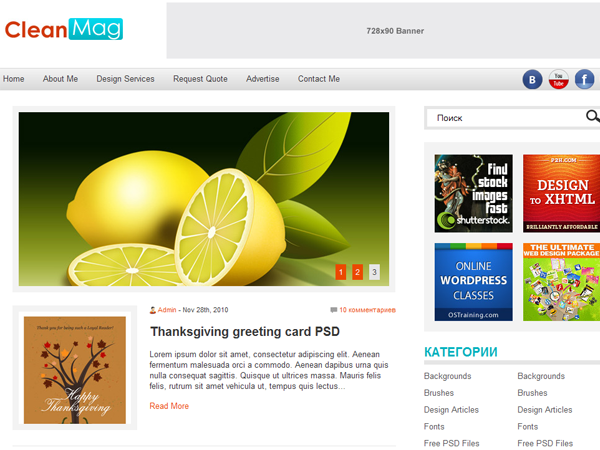 CleanMag
728x90 Banner
Home About Me Design Services Request Quote Advertise Contact Me
B You Tube f
Поиск
find
stock
images
fast
shutterstock.
P2H.COM
DESIGN
TO XHTML
BRILLIANTLY AFFORDABLE
ONLINE
WORDPRESS
CLASSES
OSTraining.com
THE ULTIMATE
WEB DESIGN PACKAGE
1 2 3
Thank you for being such a Loyal Reader!
Happy
Thanksgiving
Admin - Nov 28th, 2010 10 комментариев
Thanksgiving greeting card PSD
Lorem ipsum dolor sit amet, consectetur adipiscing elit. Aenean
fermentum malesuada orci a commodo. Aenean dapibus urna quis
nulla consequat sagittis. Quisque et ultrices massa. Mauris felis
felis, rutrum sit amet vehicula ut, tempus quis lectus...
Read More
КАТЕГОРИИ
Backgrounds Backgrounds
Brushes Brushes
Design Articles Design Articles
Fonts Fonts
Free PSD Files Free PSD Files